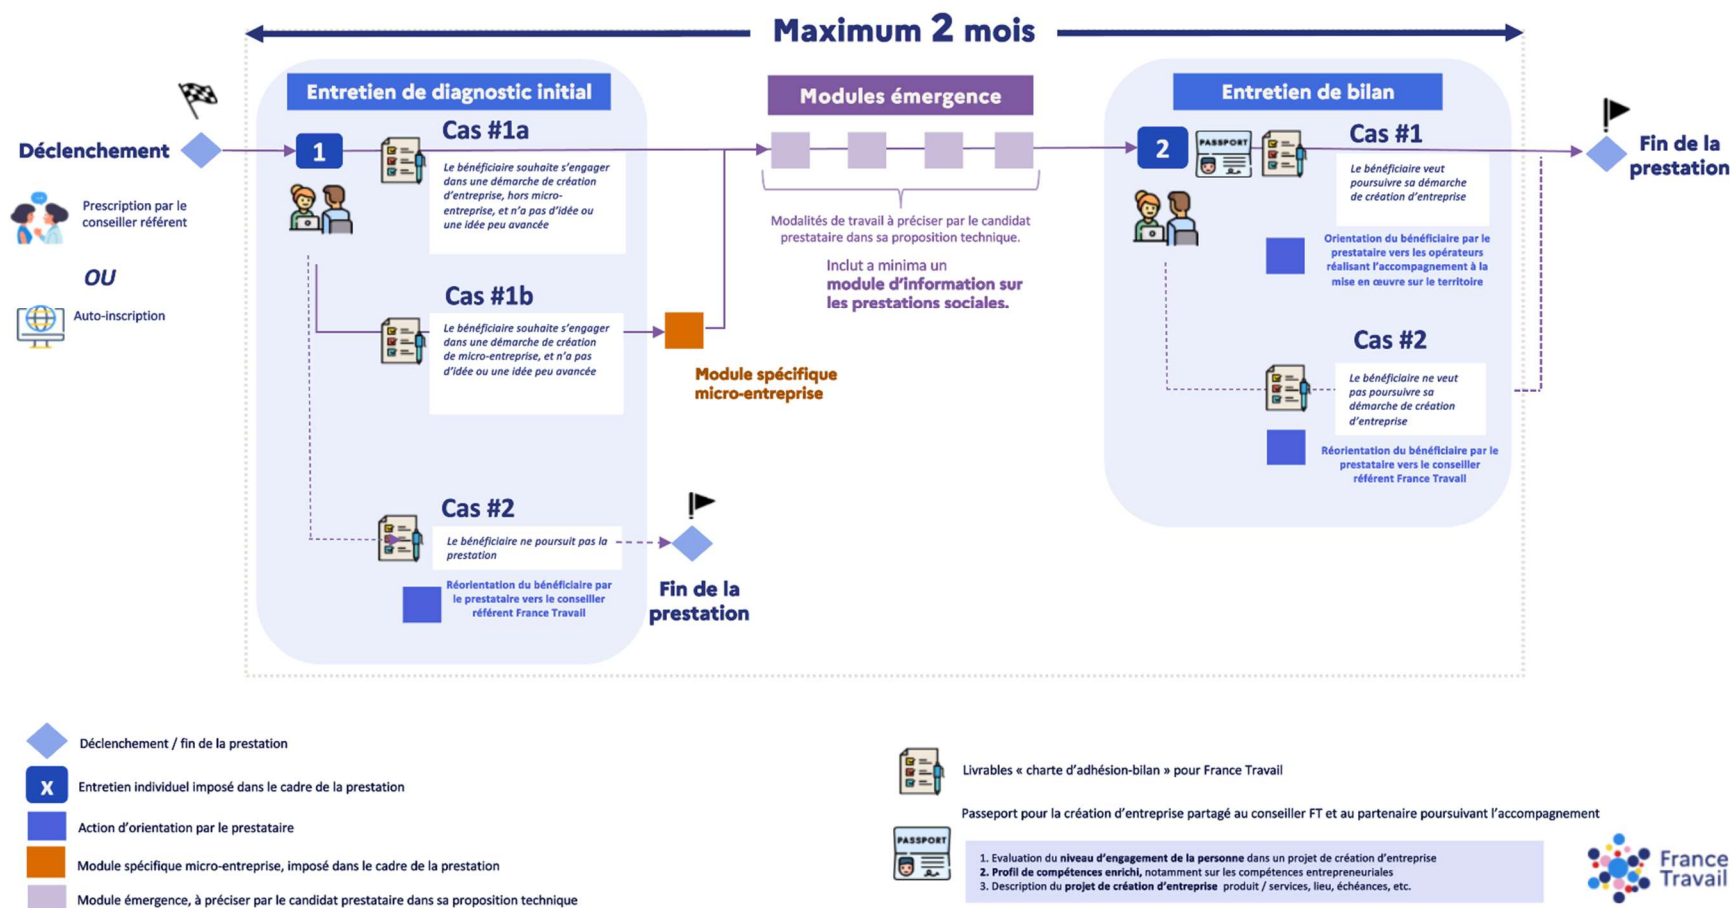 Maximum 2 mois
Entretien de diagnostic initial
Modules émergence
Entretien de bilan
Déclenchement
Prescription par le
conseiller référent
OU
Auto-inscription
1
Cas #1a
Le bénéficiaire souhaite s'engager
dans une démarche de création
d'entreprise, hors micro-
entreprise, et n'a pas d'idée ou
une idée peu avancée
Cas #1b
Le bénéficiaire souhaite s'engager
dans une démarche de création
de micro-entreprise, et n'a pas
d'idée ou une idée peu avancée
Module spécifique
micro-entreprise
Cas #2
Le bénéficiaire ne poursuit pas la
prestation
Réorientation du bénéficiaire par
le prestataire vers le conseiller
référent France Travail
Fin de la
prestation
Modalités de travail à préciser par le candidat
prestataire dans sa proposition technique.
Inclut a minima un
module d'information sur
les prestations sociales.
2
PASSPORT
Cas #1
Le bénéficiaire veut
poursuivre sa démarche
de création d'entreprise
Orientation du bénéficiaire par le
prestataire vers les opérateurs
réalisant l'accompagnement à la
mise en œuvre sur le territoire
Cas #2
Le bénéficiaire ne veut
pas poursuivre sa
démarche de création
d'entreprise
Réorientation du bénéficiaire par le
prestataire vers le conseiller
référent France Travail
Fin de la
prestation
Déclenchement / fin de la prestation
X
Entretien individuel imposé dans le cadre de la prestation
Action d'orientation par le prestataire
Module spécifique micro-entreprise, imposé dans le cadre de la prestation
Module émergence, à préciser par le candidat prestataire dans sa proposition technique
Livrables « charte d'adhésion-bilan » pour France Travail
Passeport pour la création d'entreprise partagé au conseiller FT et au partenaire poursuivant l'accompagnement
PASSPORT
1. Evaluation du niveau d'engagement de la personne dans un projet de création d'entreprise
2. Profil de compétences enrichi, notamment sur les compétences entrepreneuriales
3. Description du projet de création d'entreprise produit / services, lieu, échéances, etc.
France
Travail